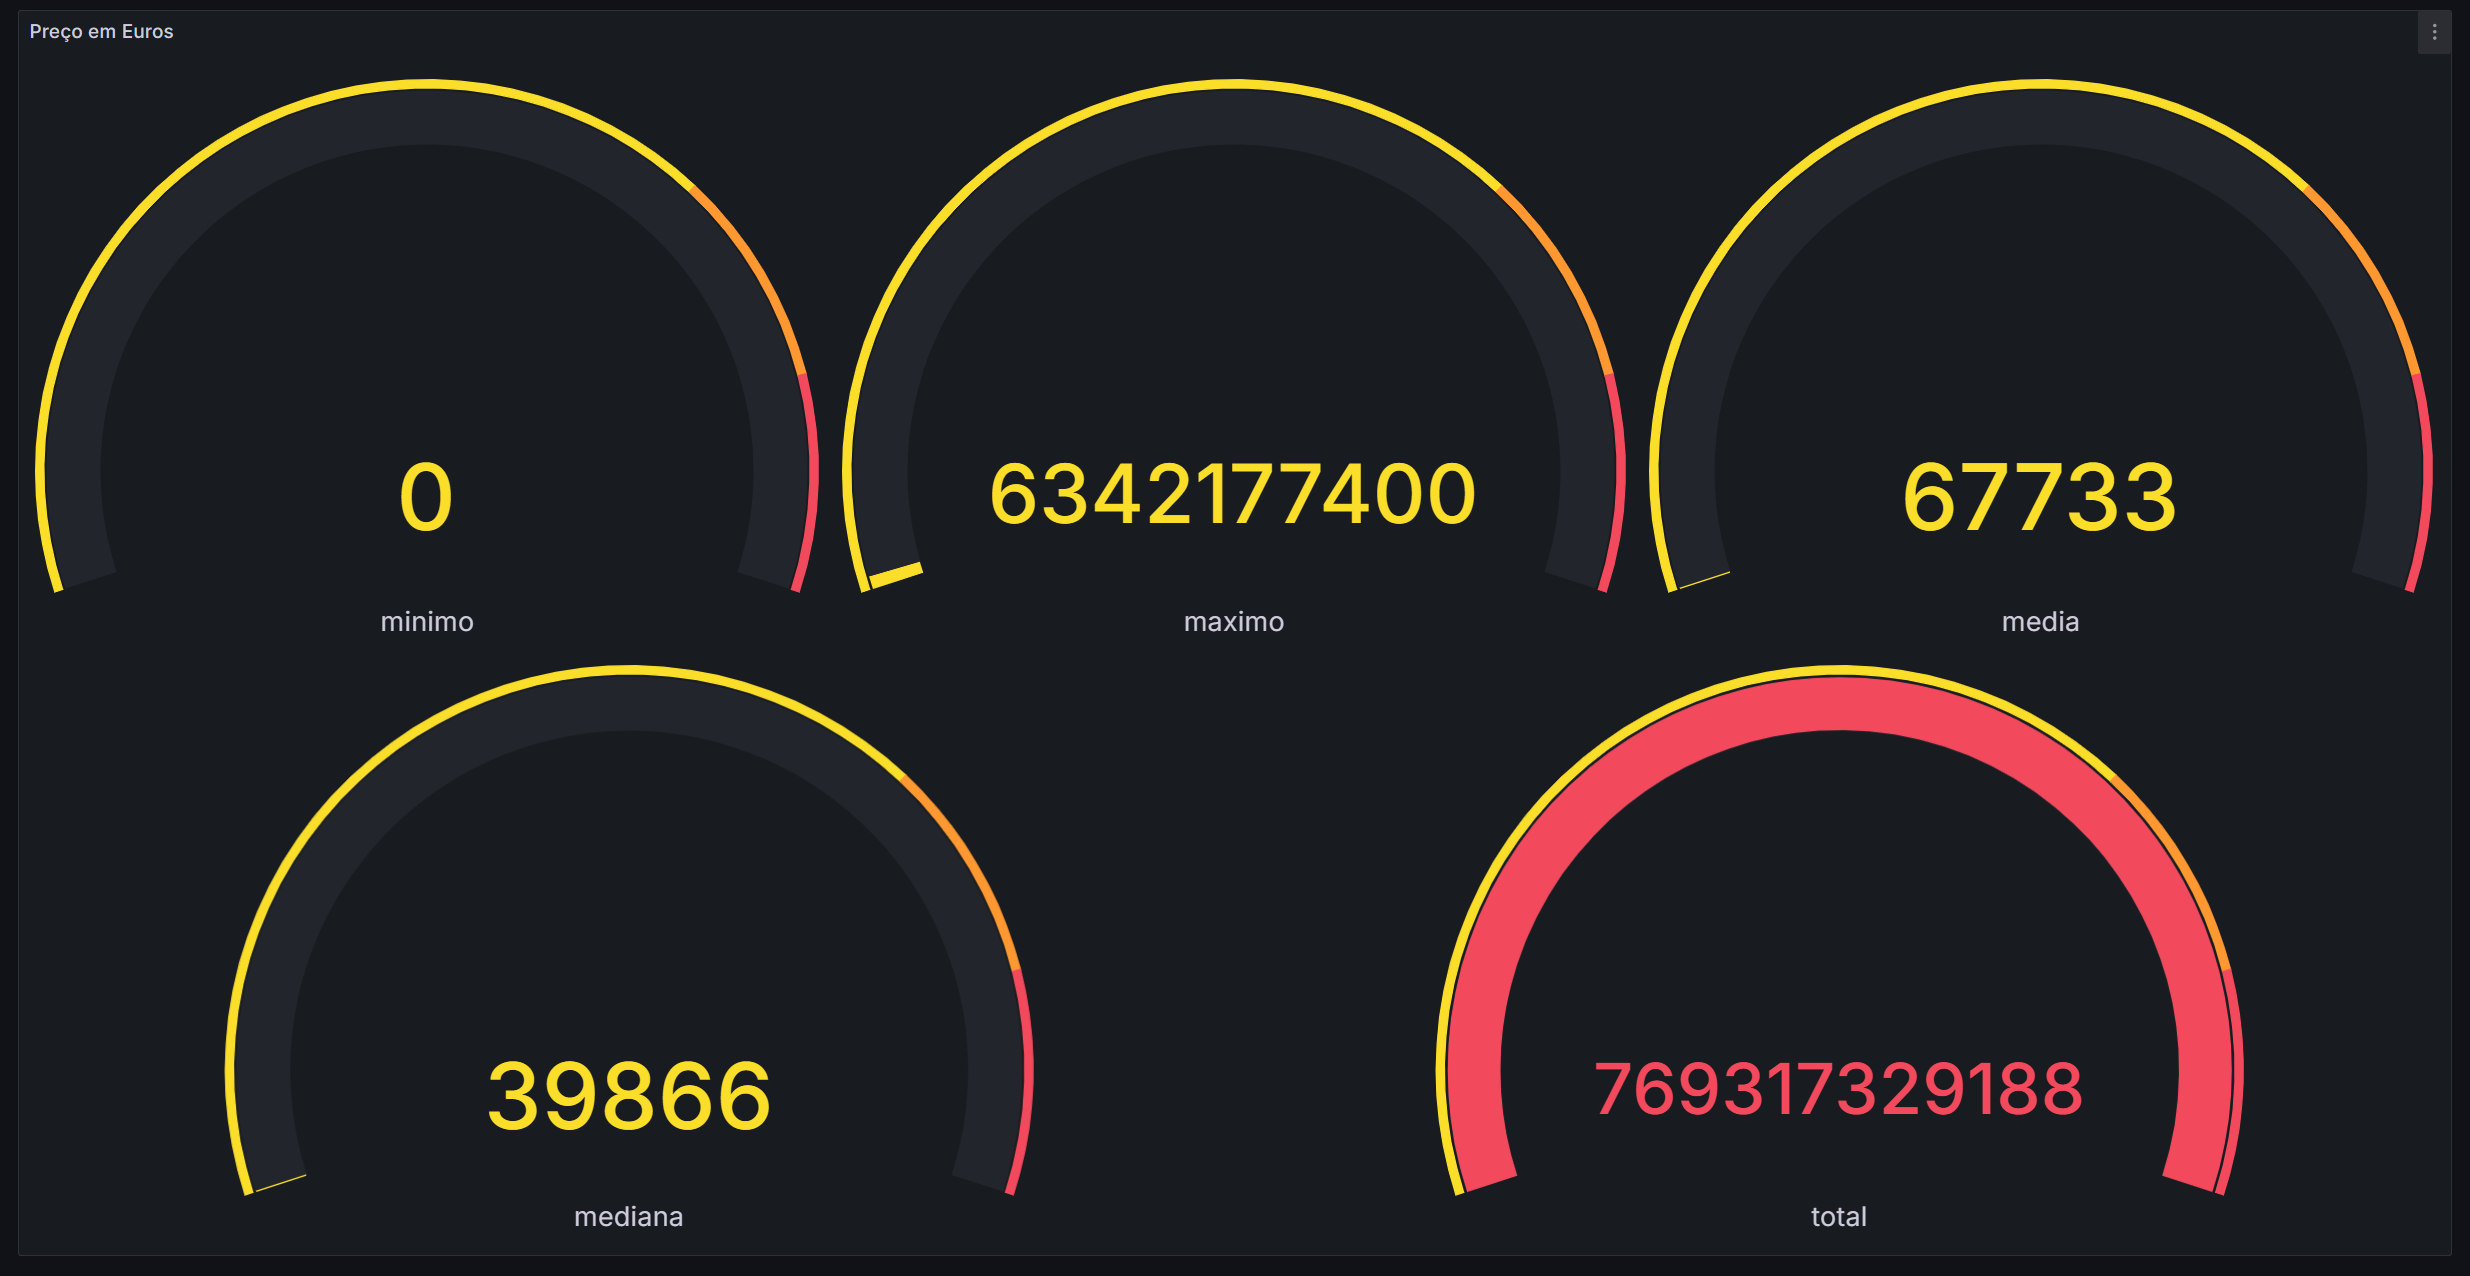 Preço em Euros
0
minimo
6342177400
maximo
67733
media
39866
mediana
769317329188
total